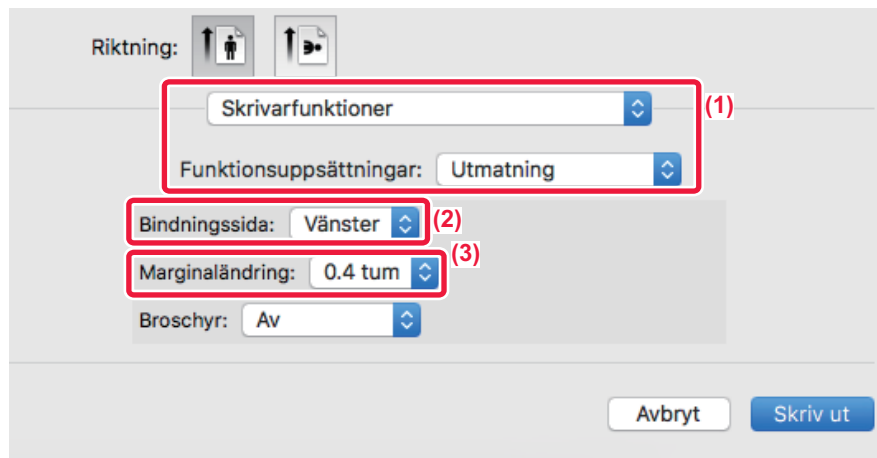 Riktning:
Skrivarfunktioner
(1)
Funktionsuppsättningar: Utmatning
Bindningssida: Vänster
(2)
(3)
Marginaländring: 0.4 tum
Broschyr: Av
Avbryt Skriv ut